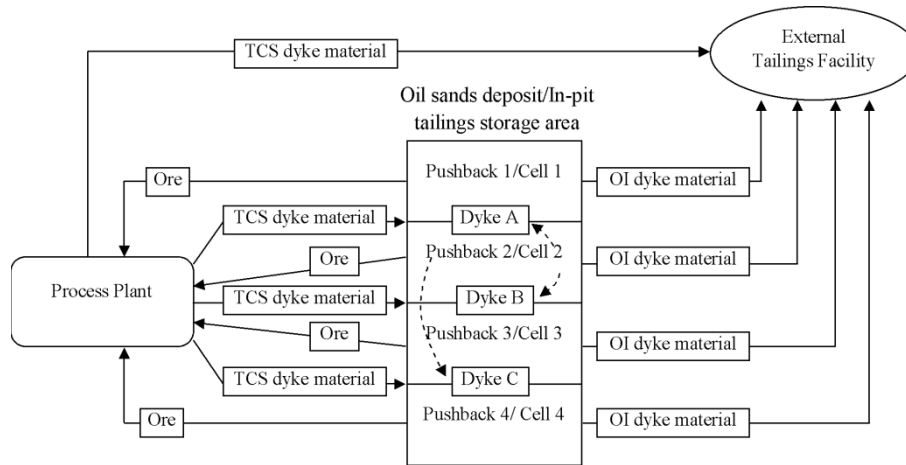 TCS dyke material
External
Tailings Facility
Oil sands deposit/In-pit
tailings storage area
Ore
Pushback 1/Cell 1
OI dyke material
TCS dyke material
Dyke A
Ore
Pushback 2/Cell 2
OI dyke material
Process Plant
TCS dyke material
Dyke B
Ore
Pushback 3/Cell 3
OI dyke material
TCS dyke material
Dyke C
Ore
Pushback 4/ Cell 4
OI dyke material